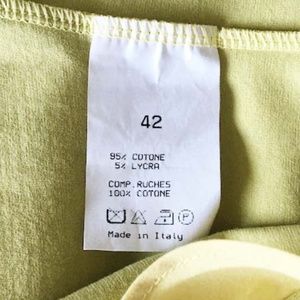 42
95% COTONE
5% LYCRA
COMP.RUCHES
100% COTONE
P
Made in Italy